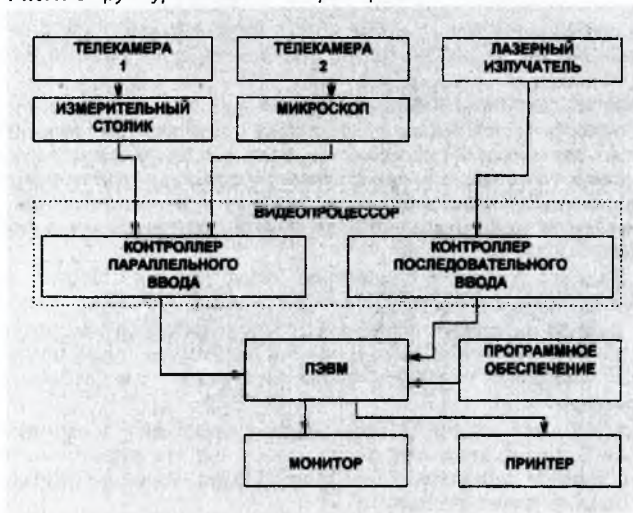 ТЕЛЕКАМЕРА
1
ТЕЛЕКАМЕРА
2
ЛАЗЕРНЫЙ
ИЗЛУЧАТЕЛЬ
ИЗМЕРИТЕЛЬНЫЙ
СТОЛИК
МИКРОСКОП
ВИДЕОПРОЦЕССОР
КОНТРОЛЛЕР
ПАРАЛЛЕЛЬНОГО
ВВОДА
КОНТРОЛЛЕР
ПОСЛЕДОВАТЕЛЬНОГО
ВВОДА
ПЭВМ
ПРОГРАММНОЕ
ОБЕСПЕЧЕНИЕ
МОНИТОР
ПРИНТЕР